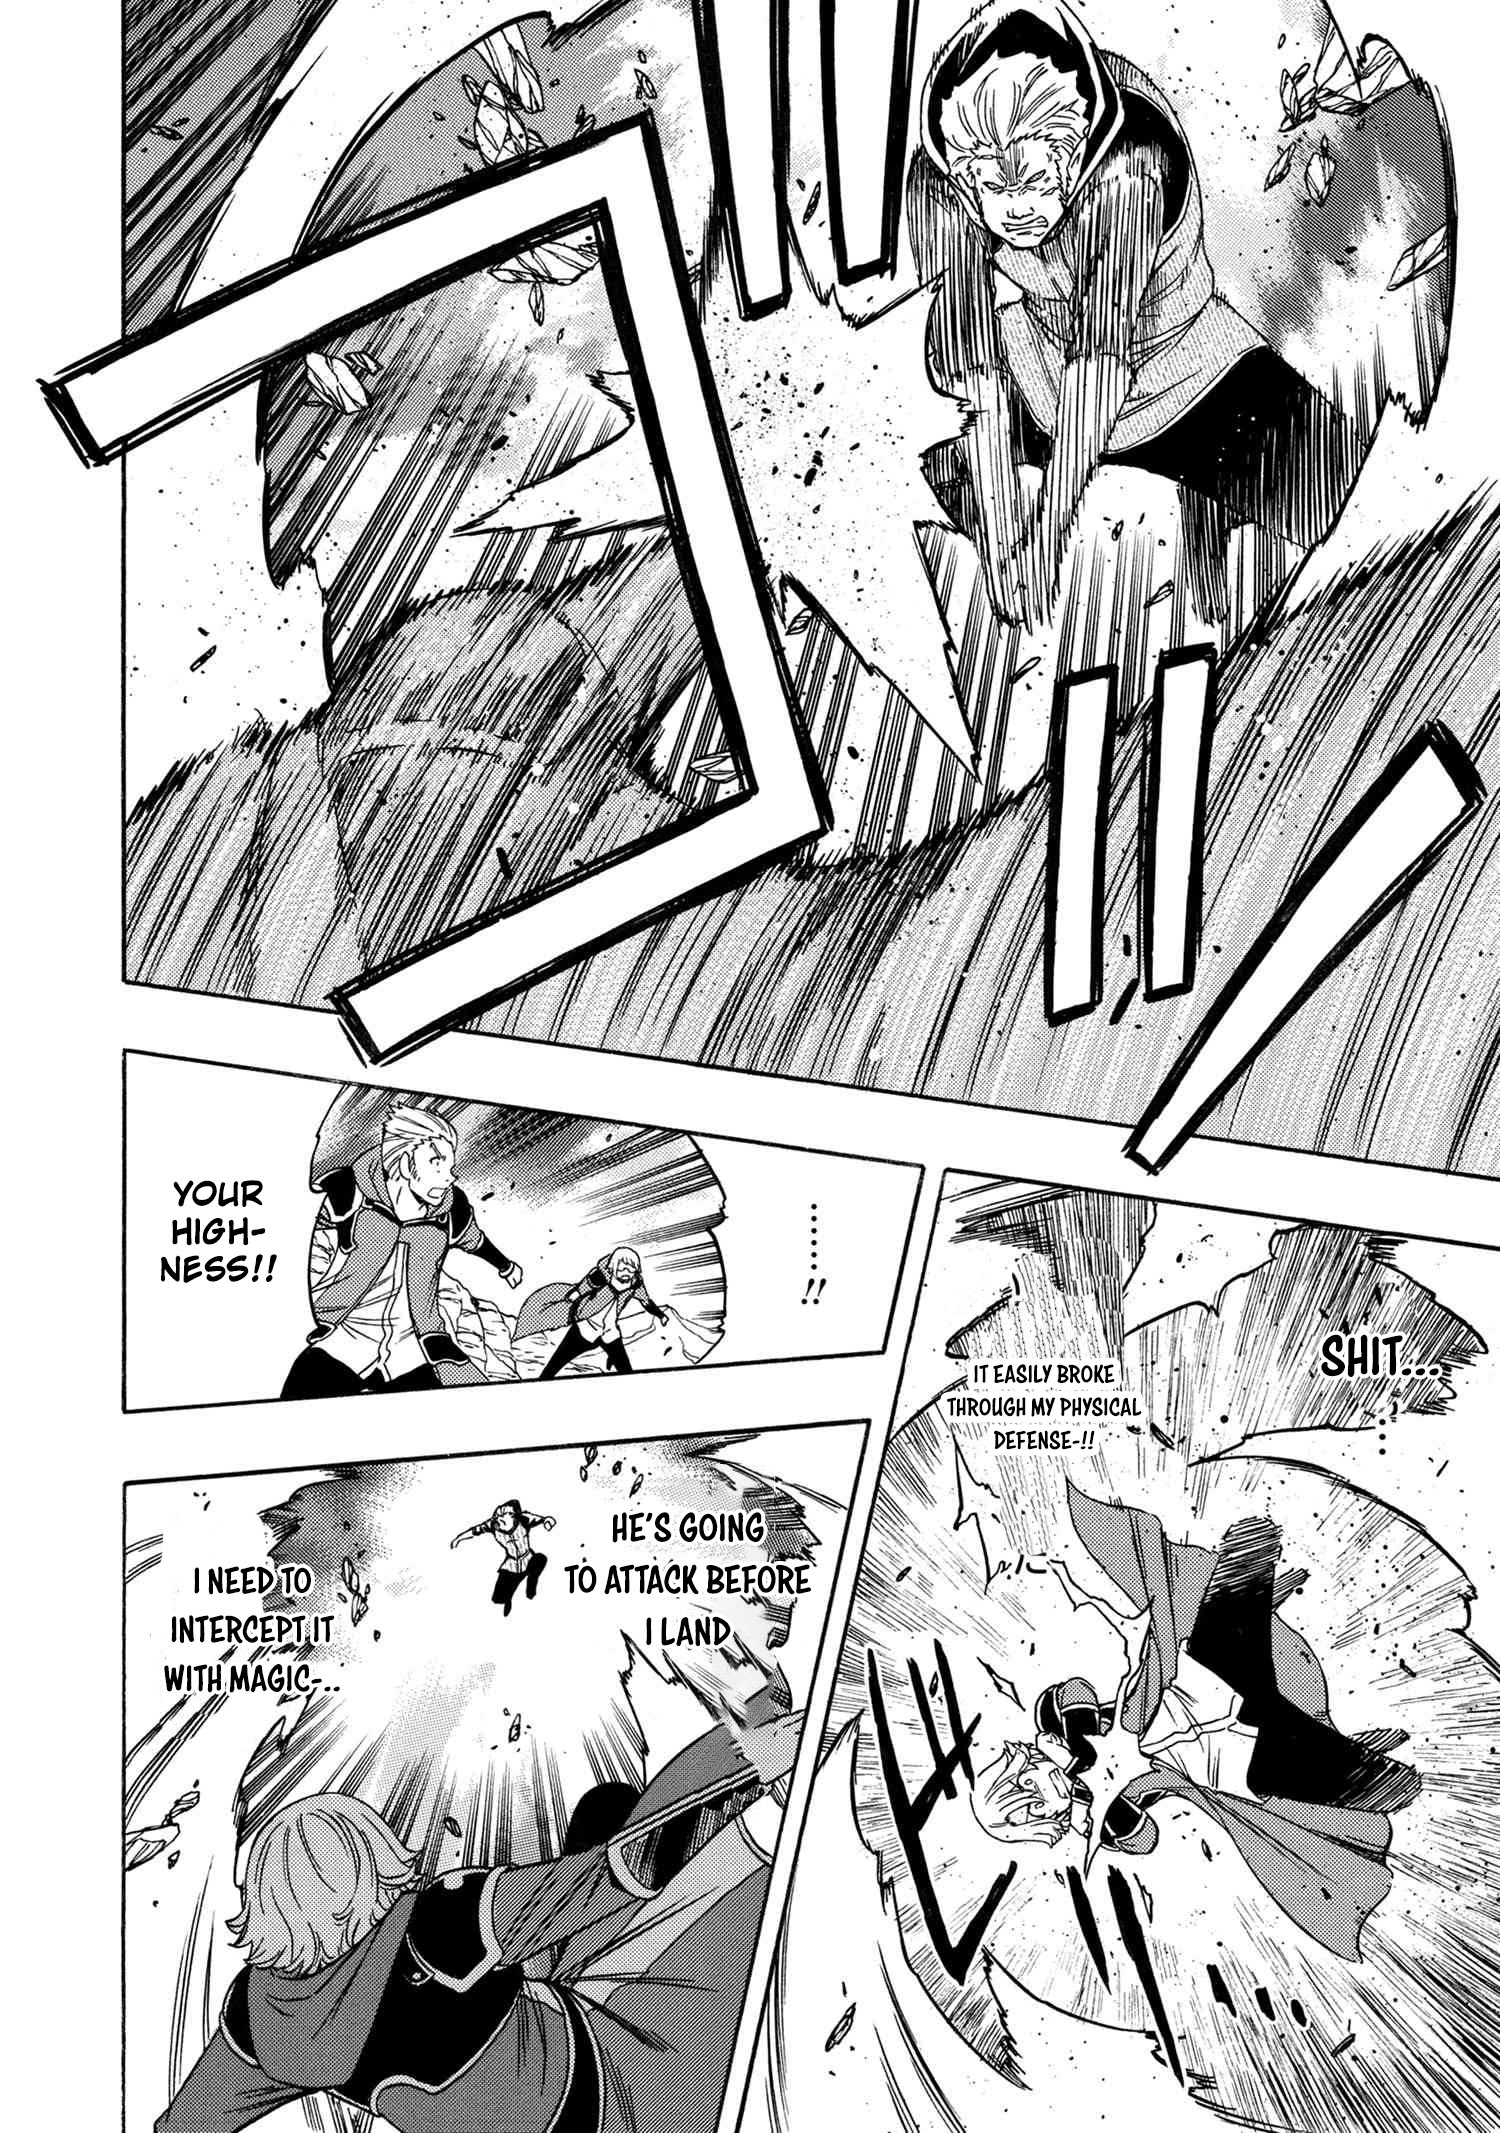 ゴ
......!!
YOUR
HIGH-
NESS!!
SHIT...
IT EASILY BROKE
THROUGH MY PHYSICAL
DEFENSE-!!
HE'S GOING
TO ATTACK BEFORE
I LAND
I NEED TO
INTERCEPT IT
WITH MAGIC-..